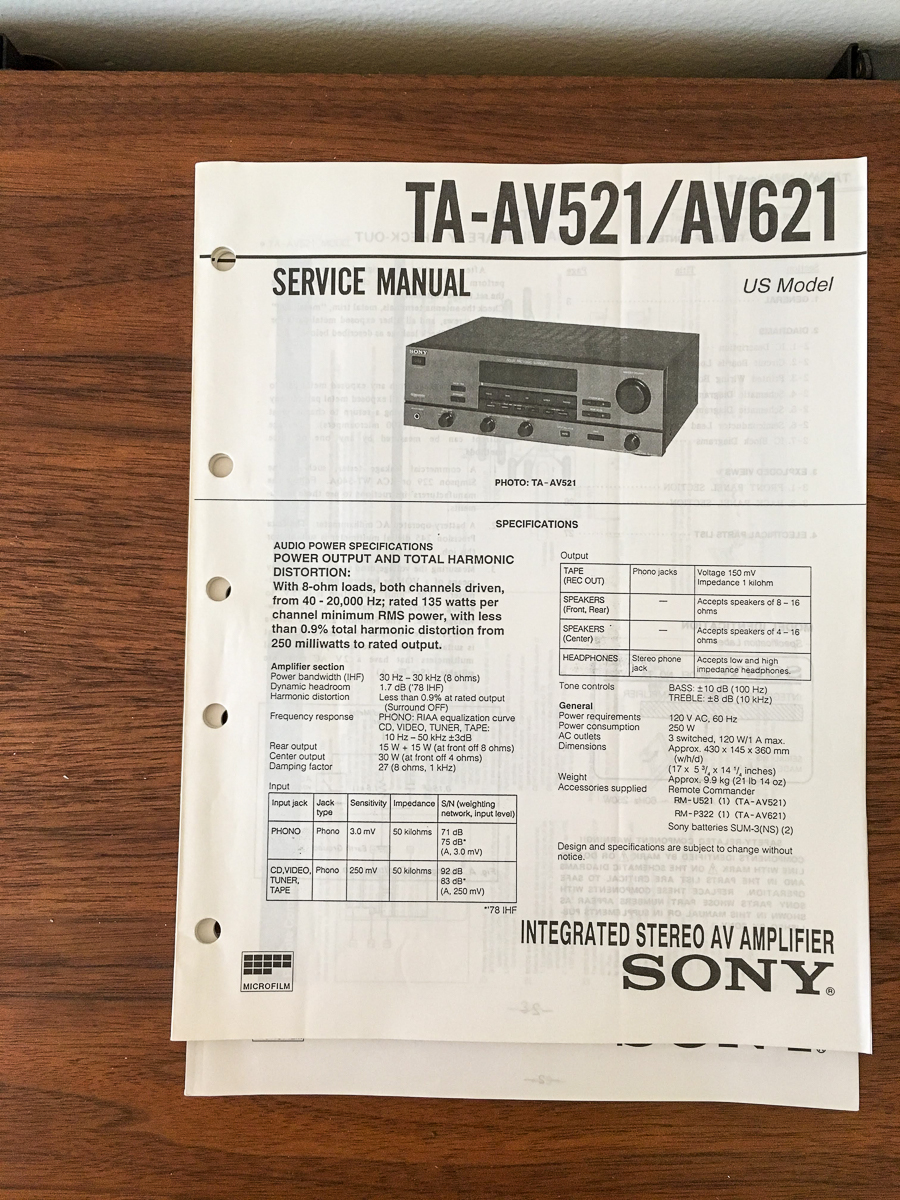 TA-AV521/AV621
SERVICE MANUAL
US Model
SONY
PHOTO: TA-AV521
SPECIFICATIONS
AUDIO POWER SPECIFICATIONS
POWER OUTPUT AND TOTAL HARMONIC
DISTORTION:
With 8-ohm loads, both channels driven,
from 40 - 20,000 Hz; rated 135 watts per
channel minimum RMS power, with less
than 0.9% total harmonic distortion from
250 milliwatts to rated output.
Amplifier section
Power bandwidth (IHF) 30 Hz – 30 kHz (8 ohms)
Dynamic headroom 1.7 dB ('78 IHF)
Harmonic distortion Less than 0.9% at rated output
(Surround OFF)
Frequency response PHONO: RIAA equalization curve
CD, VIDEO, TUNER, TAPE:
10 Hz – 50 kHz ±3dB
Rear output 15 W + 15 W (at front off 8 ohms)
Center output 30 W (at front off 4 ohms)
Damping factor 27 (8 ohms, 1 kHz)
Input
Input jack Jack type Sensitivity Impedance S/N (weighting network, input level)
PHONO Phono 3.0 mV 50 kilohms 71 dB
75 dB*
(A, 3.0 mV)
CD,VIDEO, TUNER, TAPE Phono 250 mV 50 kilohms 92 dB
83 dB*
(A, 250 mV)
*'78 IHF
Output
TAPE (REC OUT) Phono jacks Voltage 150 mV
Impedance 1 kilohm
SPEAKERS (Front, Rear) — Accepts speakers of 8 – 16 ohms
SPEAKERS (Center) — Accepts speakers of 4 – 16 ohms
HEADPHONES Stereo phone jack Accepts low and high impedance headphones.
Tone controls BASS: ±10 dB (100 Hz)
TREBLE: ±8 dB (10 kHz)
General
Power requirements 120 V AC, 60 Hz
Power consumption 250 W
AC outlets 3 switched, 120 W/1 A max.
Dimensions Approx. 430 x 145 x 360 mm
(w/h/d)
(17 x 5 3/4 x 14 1/4 inches)
Weight Approx. 9.9 kg (21 lb 14 oz)
Accessories supplied Remote Commander
RM-U521 (1) (TA-AV521)
RM-P322 (1) (TA-AV621)
Sony batteries SUM-3(NS) (2)
Design and specifications are subject to change without
notice.
INTEGRATED STEREO AV AMPLIFIER
SONY®
MICROFILM